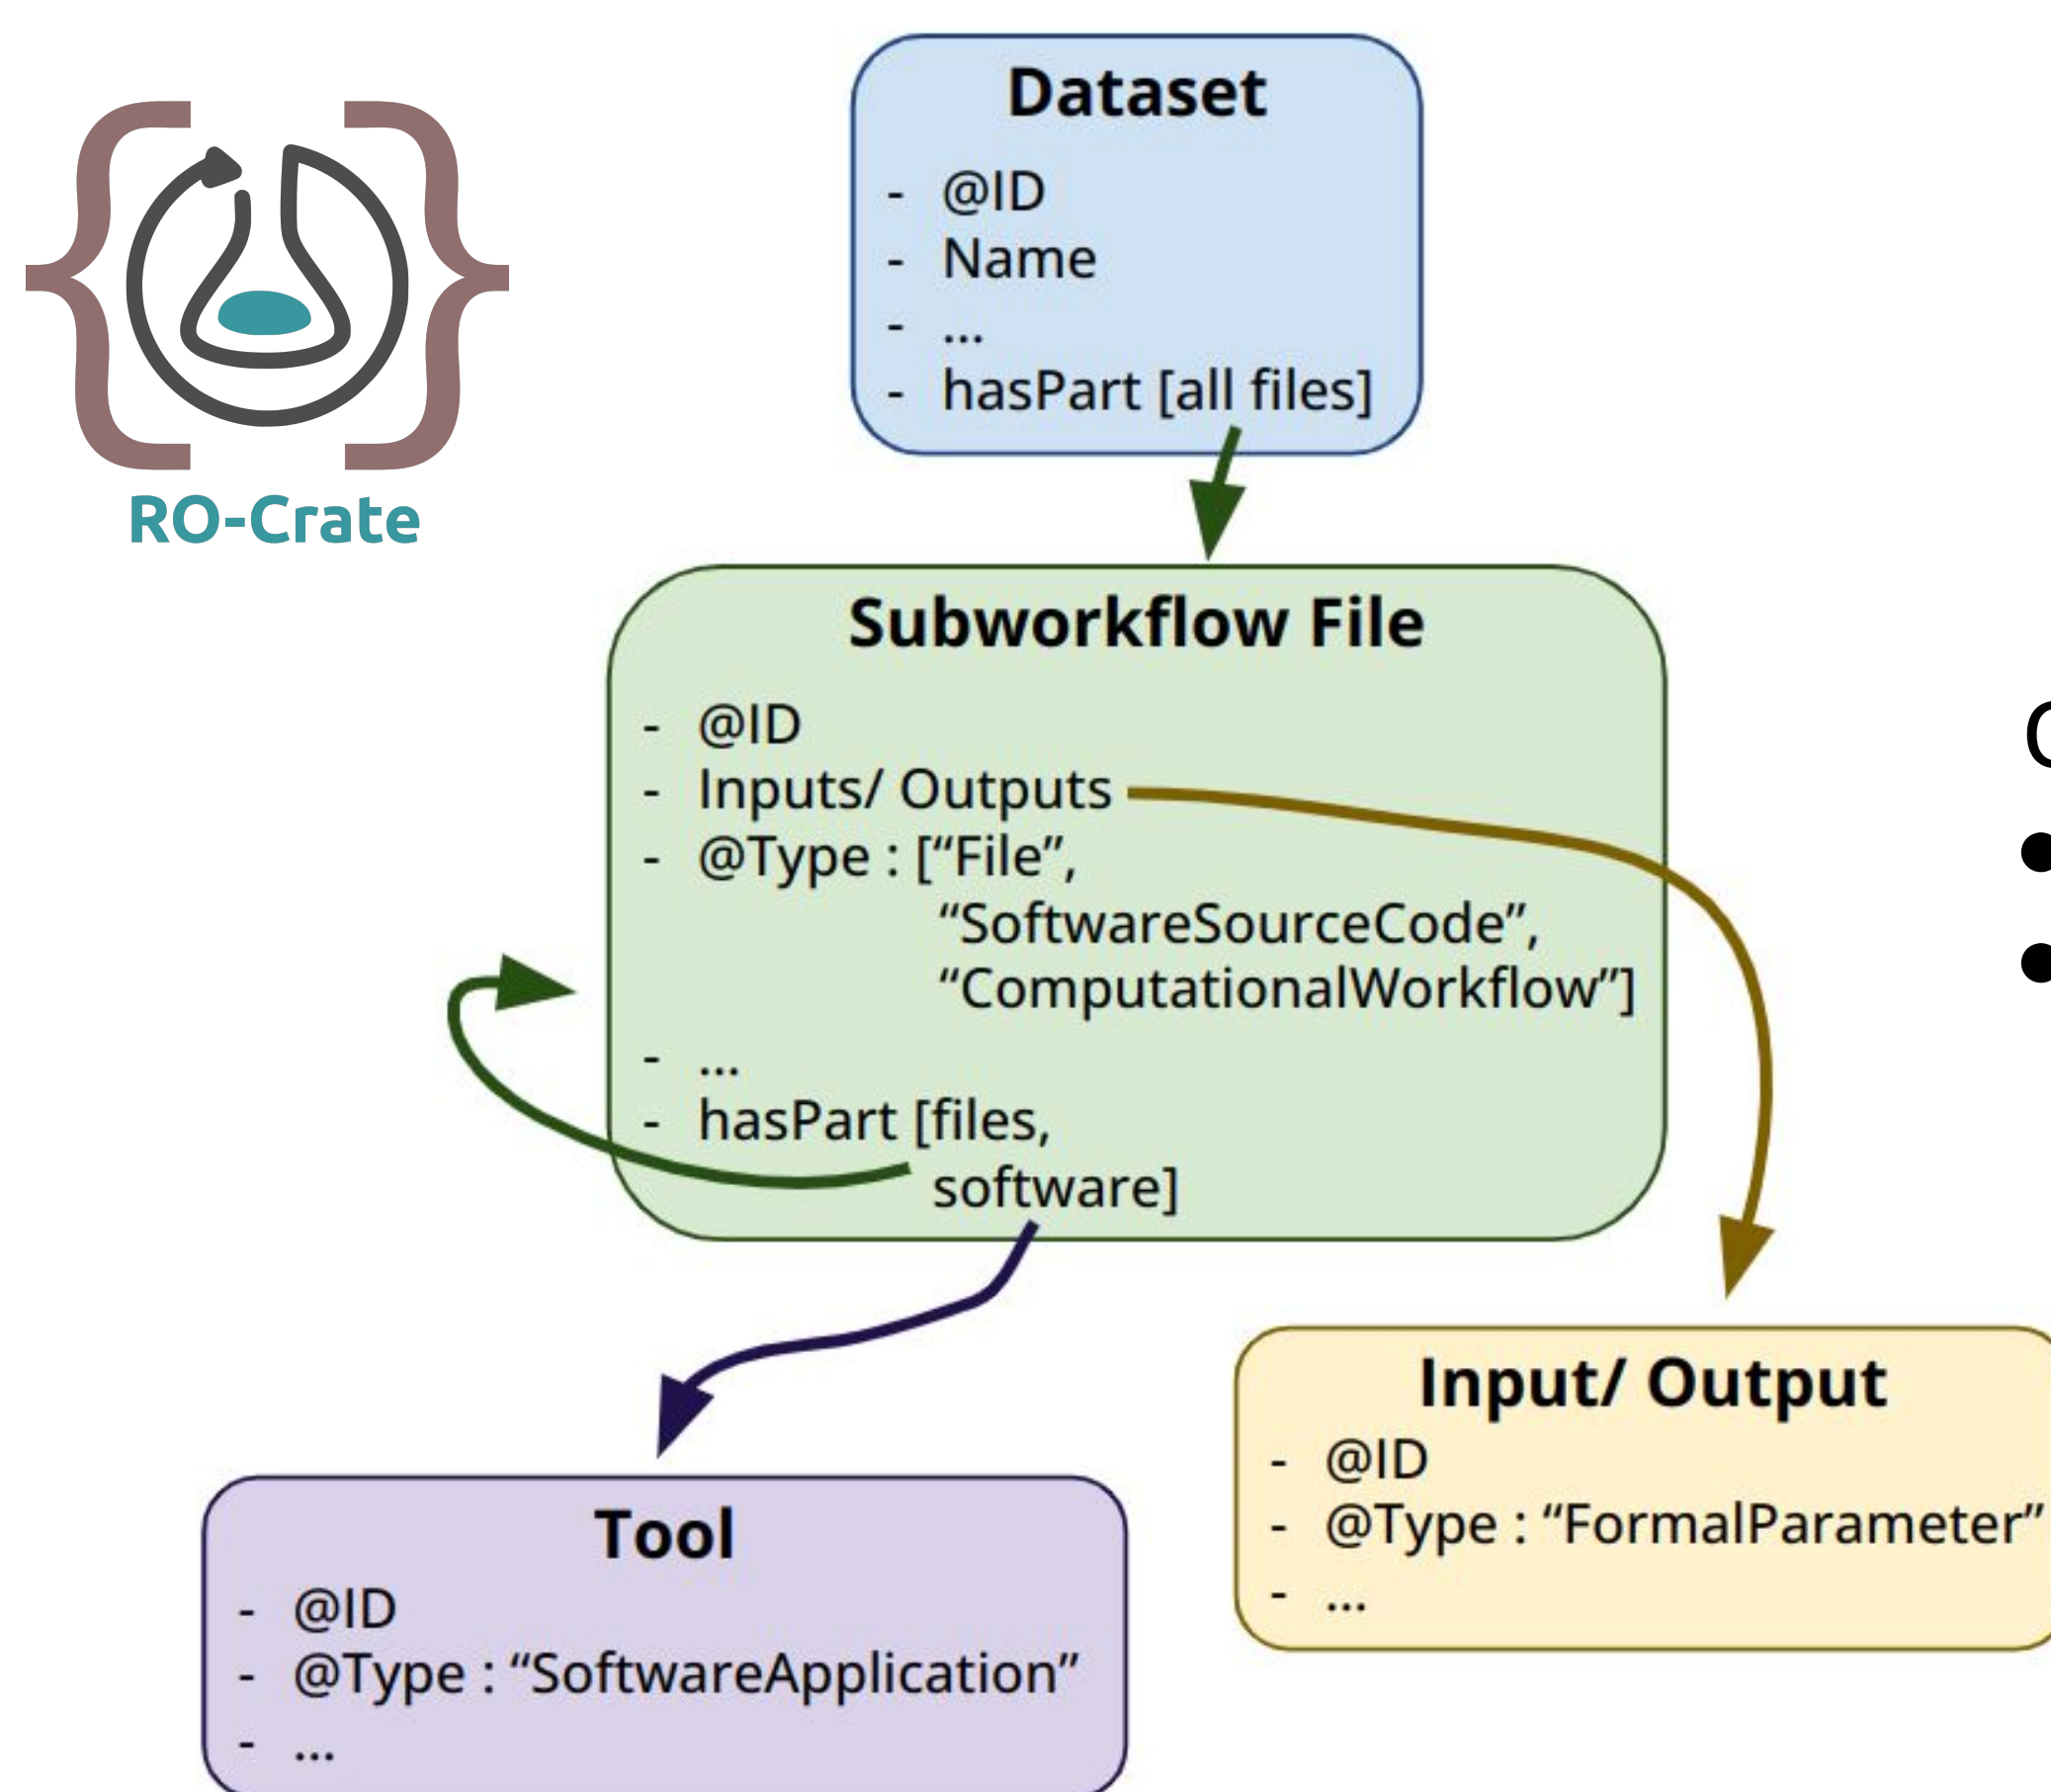 RO-Crate
Dataset
- @ID
- Name
- ...
- hasPart [all files]
Subworkflow File
- @ID
- Inputs/ Outputs
- @Type : [“File”,
“SoftwareSourceCode”,
“ComputationalWorkflow”]
- ...
- hasPart [files,
software]
Tool
- @ID
- @Type : “SoftwareApplication”
- ...
Input/ Output
- @ID
- @Type : “FormalParameter”
- ...